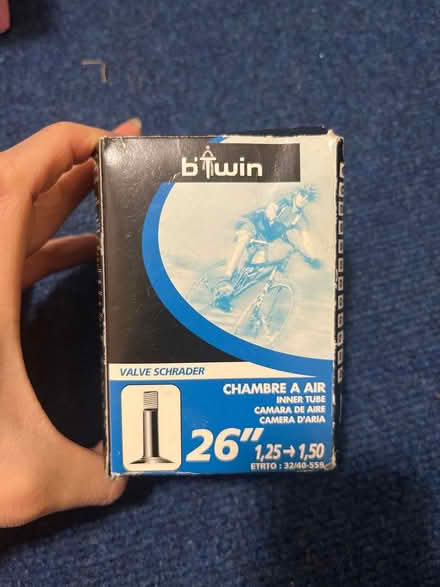 b'Twin
VALVE SCHRADER
CHAMBRE A AIR
INNER TUBE
CAMARA DE AIRE
CAMERA D'ARIA
26" 1,25→1,50
ETRTO : 32/40-559